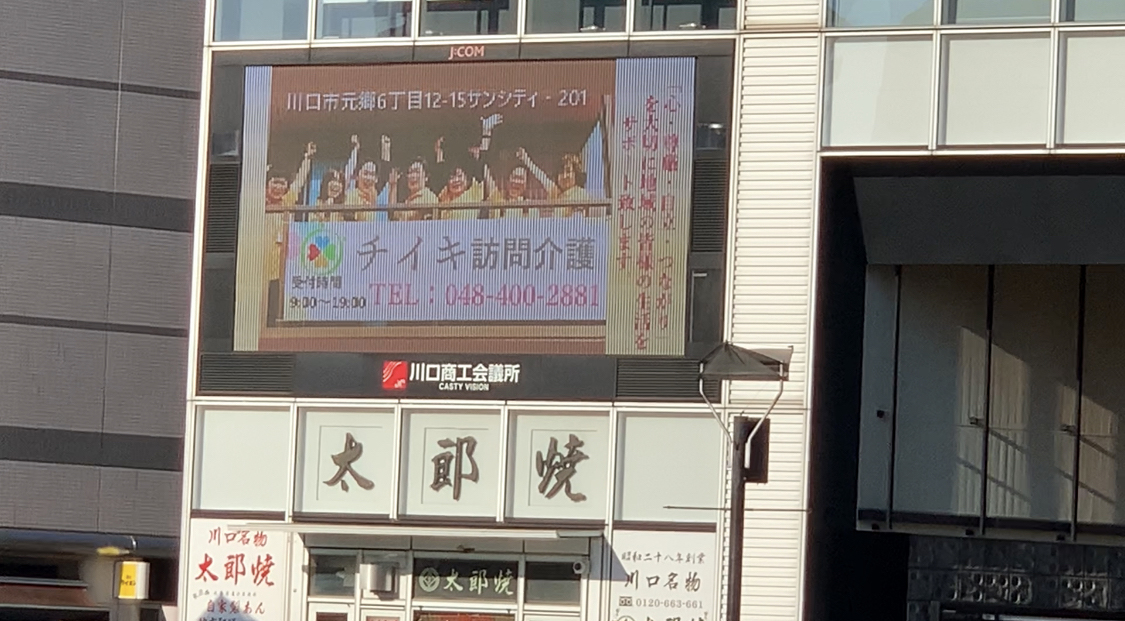 J:COM
川口市元郷6丁目12-15サンシティ - 201
「心・尊厳・自立・つながり」
を大切に地域の皆様の生活を
サポート致します
チイキ訪問介護
受付時間
9:00～19:00
TEL : 048-400-2881
川口商工会議所
CASTY VISION
太郎焼
川口名物
太郎焼
自家製あん
太郎焼
昭和二十八年創業
川口名物
0120-663-661